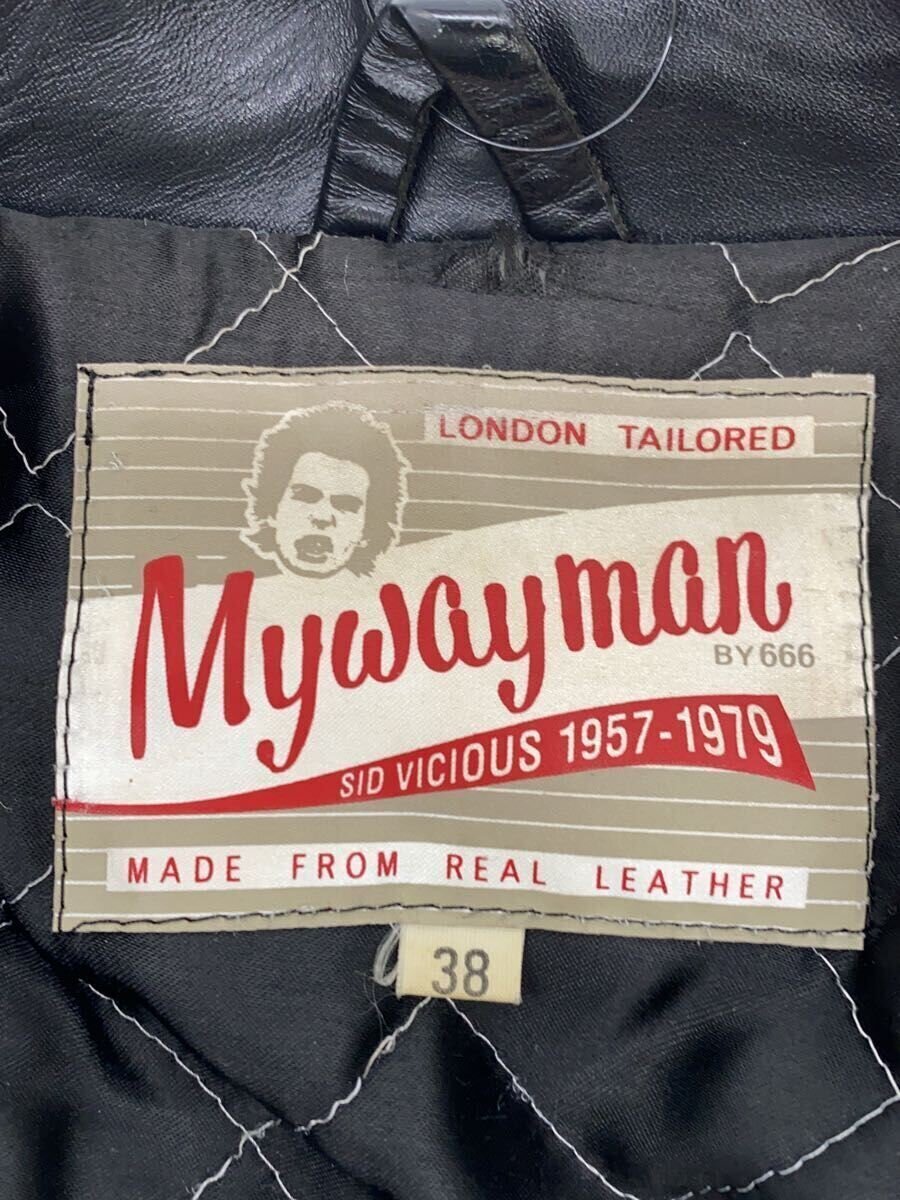 LONDON TAILORED
Mywayman
BY 666
SID VICIOUS 1957-1979
MADE FROM REAL LEATHER
38